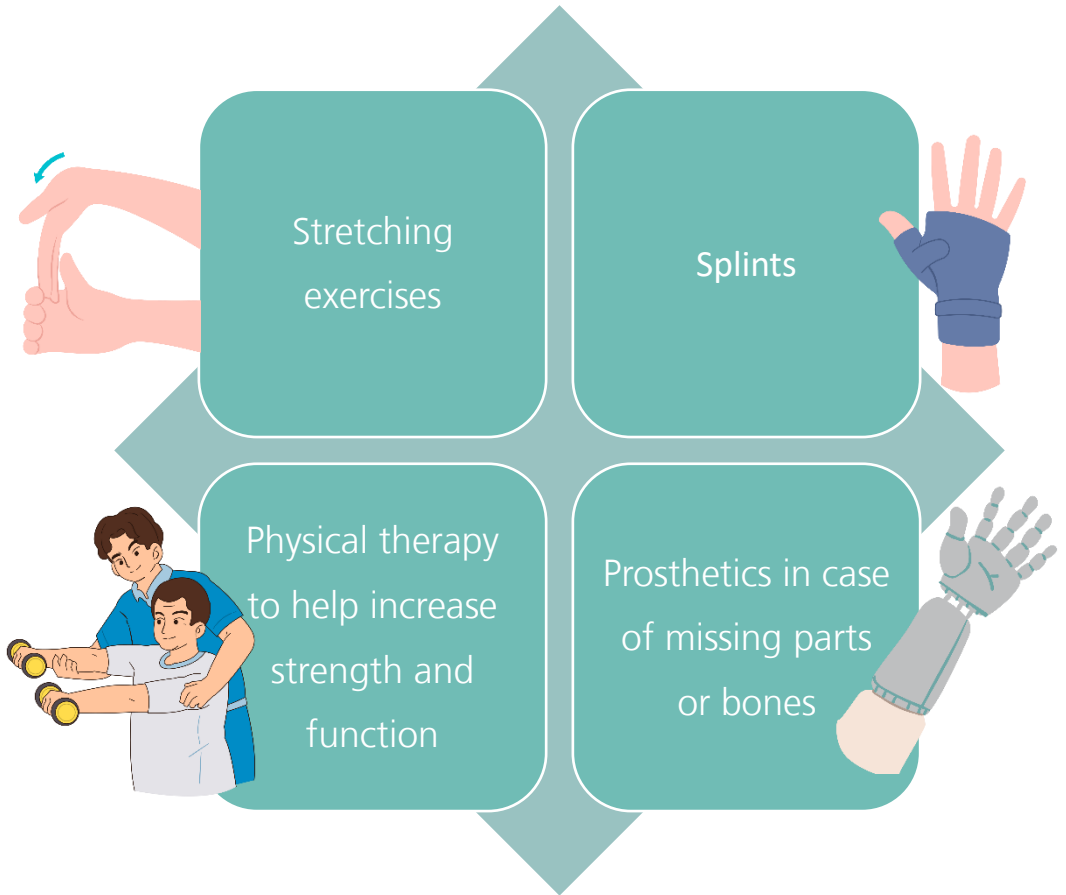 Stretching
exercises
Splints
Physical therapy
to help increase
strength and
function
Prosthetics in case
of missing parts
or bones